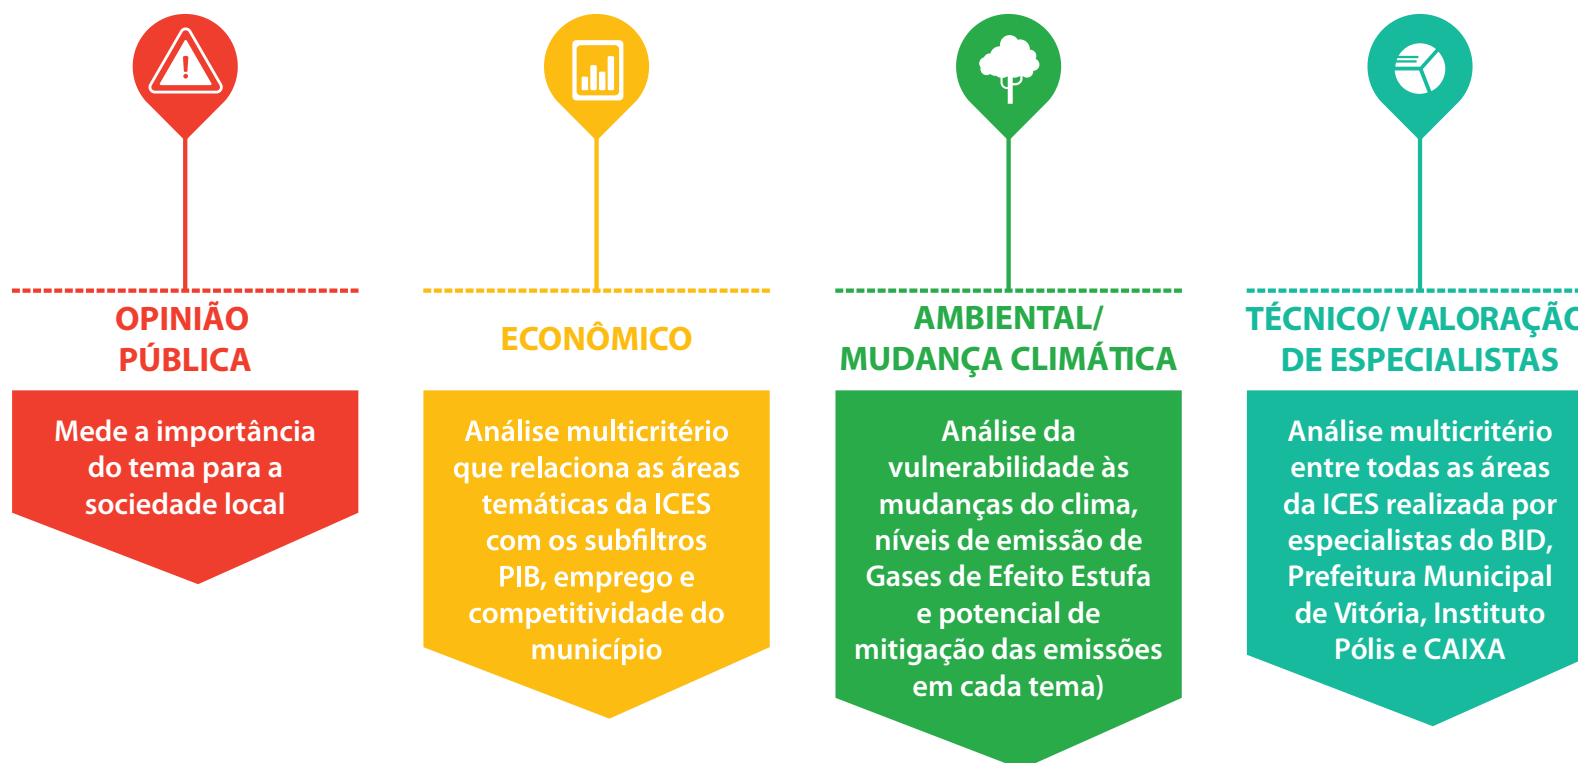 OPINIÃO
PÚBLICA
Mede a importância
do tema para a
sociedade local
ECONÔMICO
Análise multicritério
que relaciona as áreas
temáticas da ICES
com os subfiltros
PIB, emprego e
competitividade do
município
AMBIENTAL/
MUDANÇA CLIMÁTICA
Análise da
vulnerabilidade às
mudanças do clima,
níveis de emissão de
Gases de Efeito Estufa
e potencial de
mitigação das emissões
em cada tema)
TÉCNICO/ VALORAÇÃO
DE ESPECIALISTAS
Análise multicritério
entre todas as áreas
da ICES realizada por
especialistas do BID,
Prefeitura Municipal
de Vitória, Instituto
Pólis e CAIXA